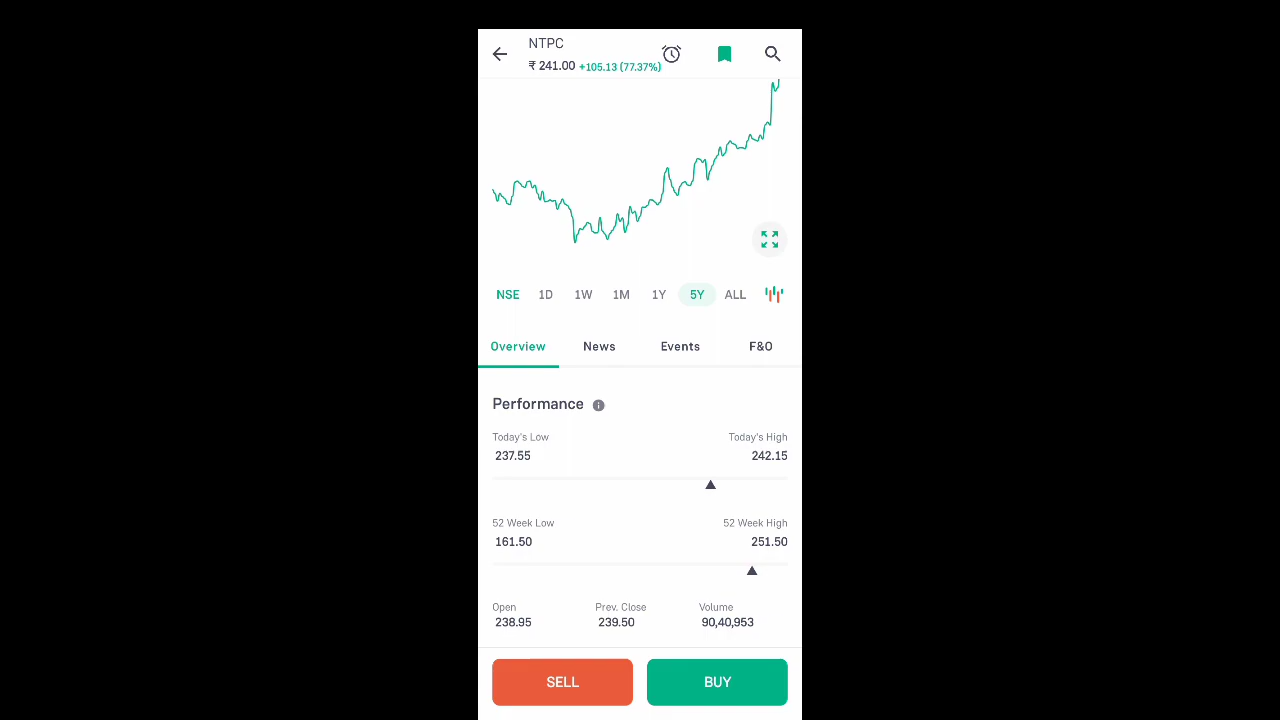 NTPC
₹ 241.00 +105.13 (77.37%)
NSE 1D 1W 1M 1Y 5Y ALL
Overview News Events F&O
Performance
Today's Low Today's High
237.55 242.15
52 Week Low 52 Week High
161.50 251.50
Open Prev. Close Volume
238.95 239.50 90,40,953
SELL BUY